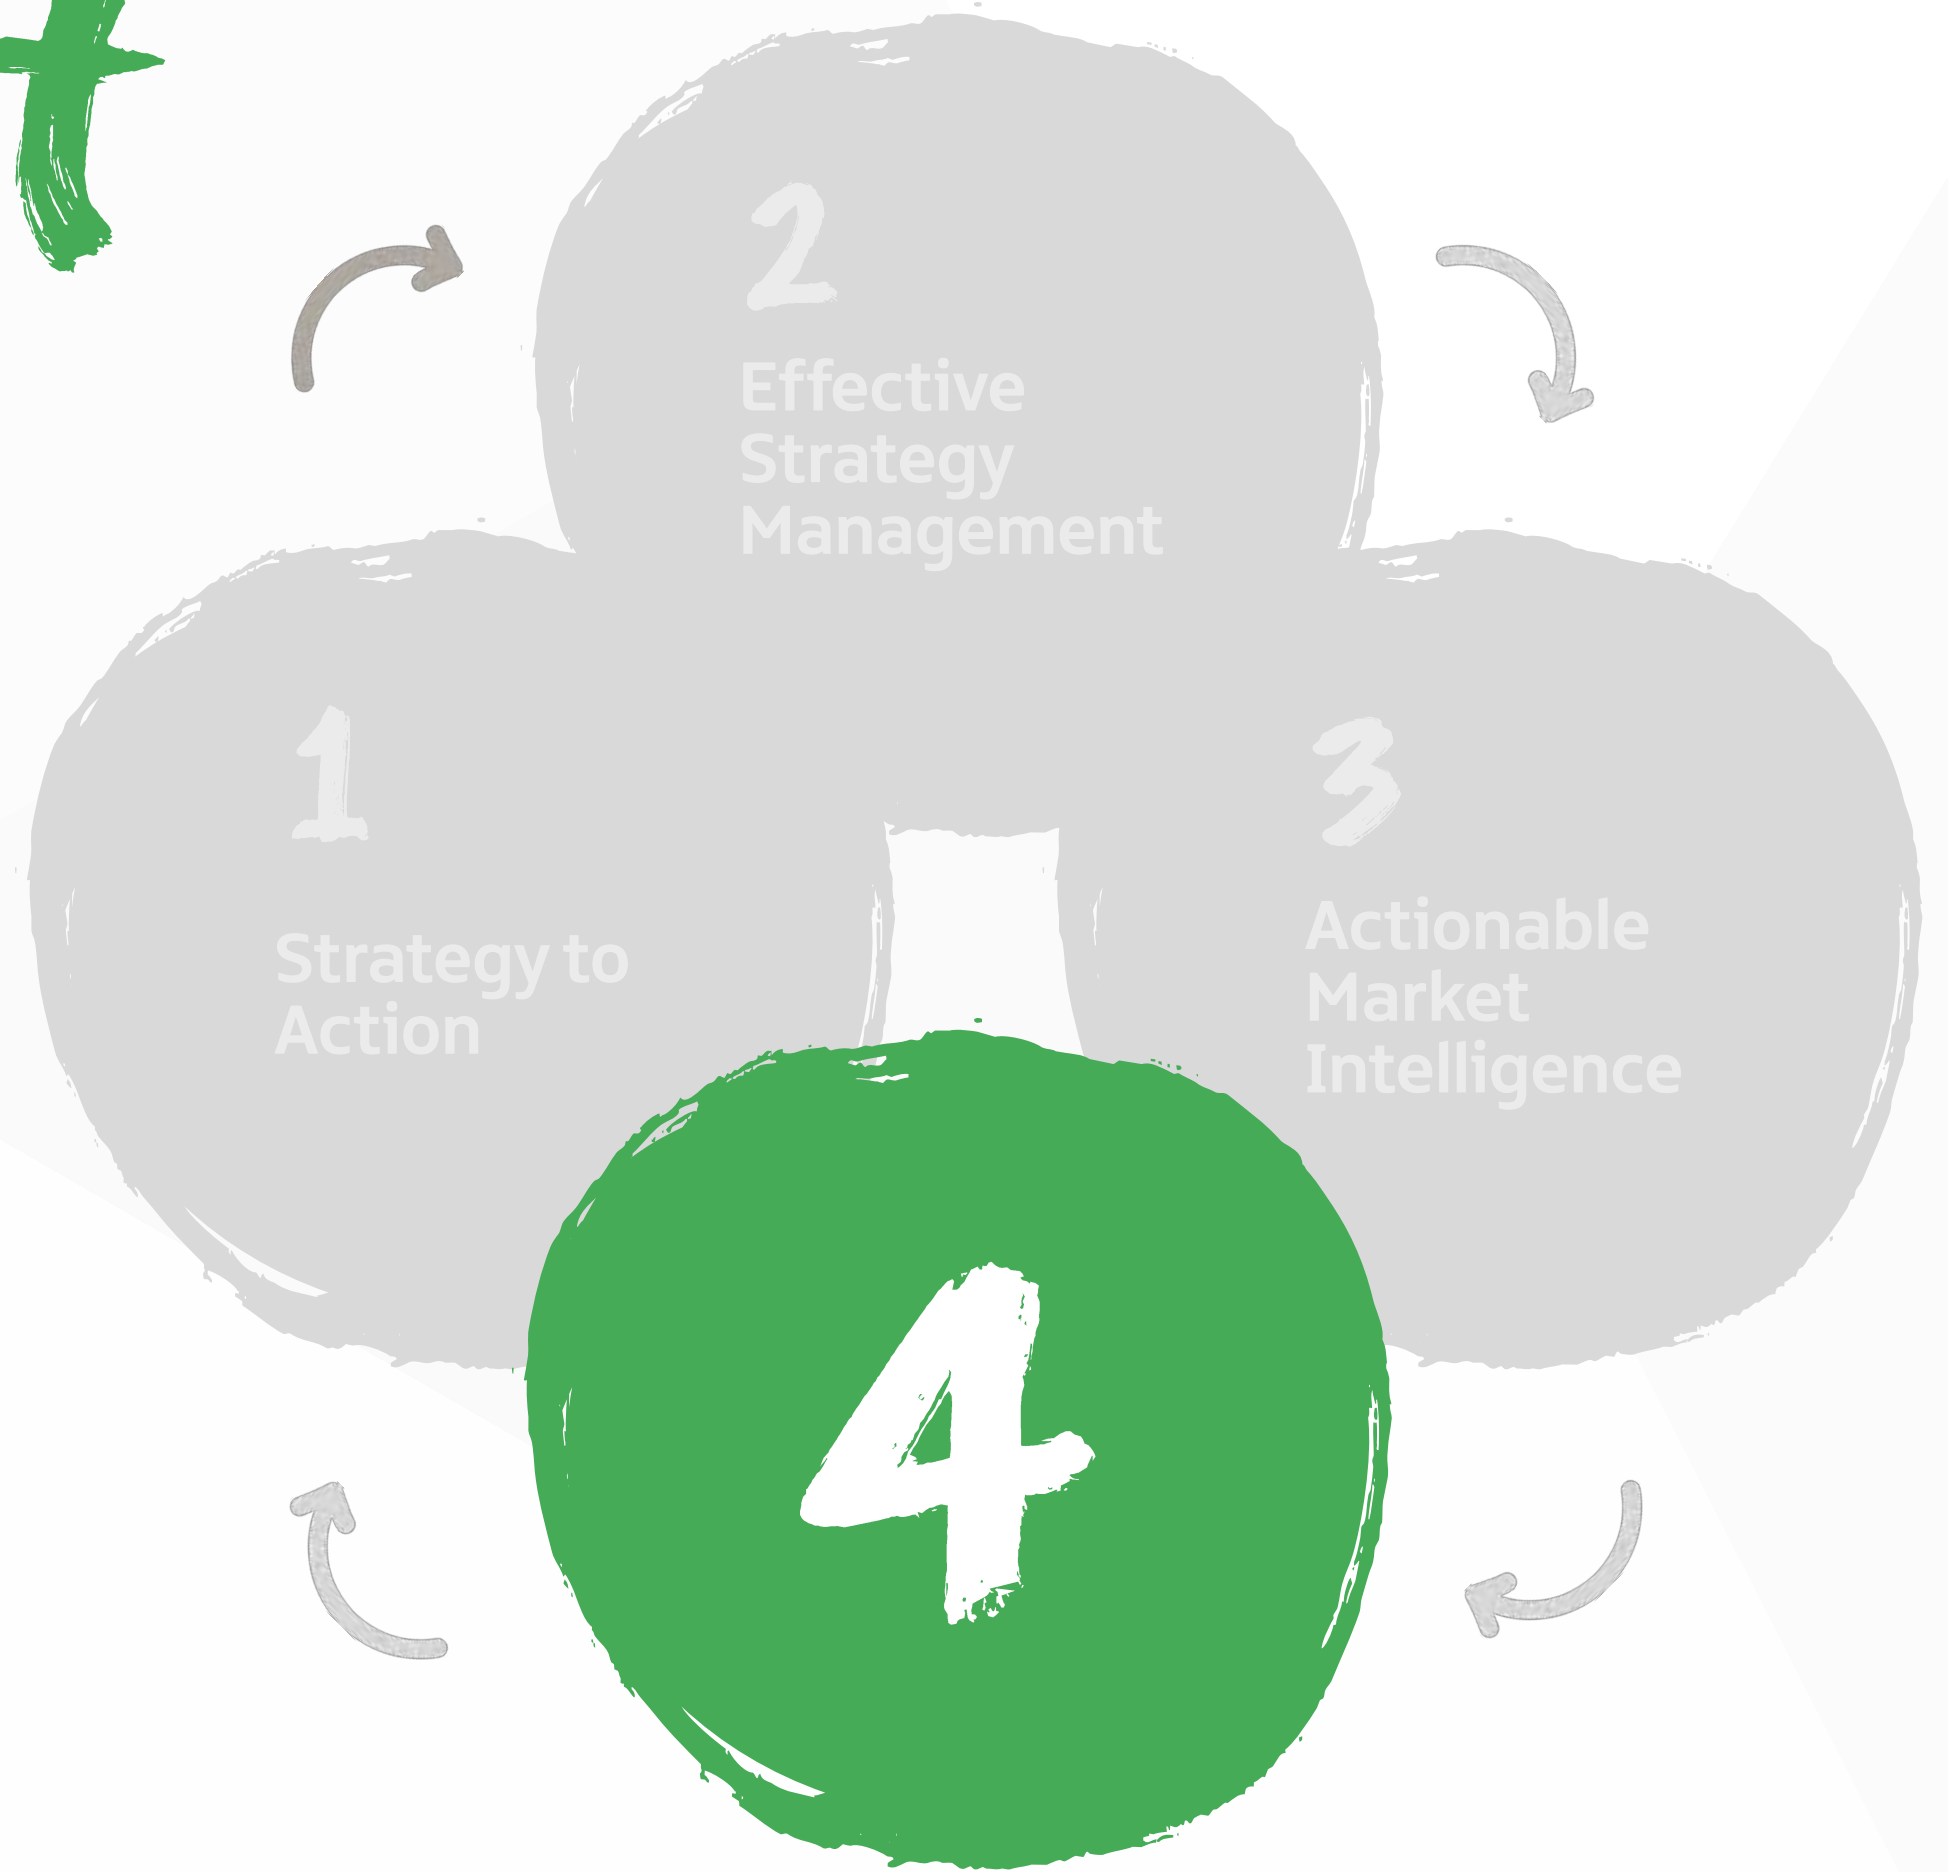 t
2
Effective
Strategy
Management
1
Strategy to
Action
3
Actionable
Market
Intelligence
4